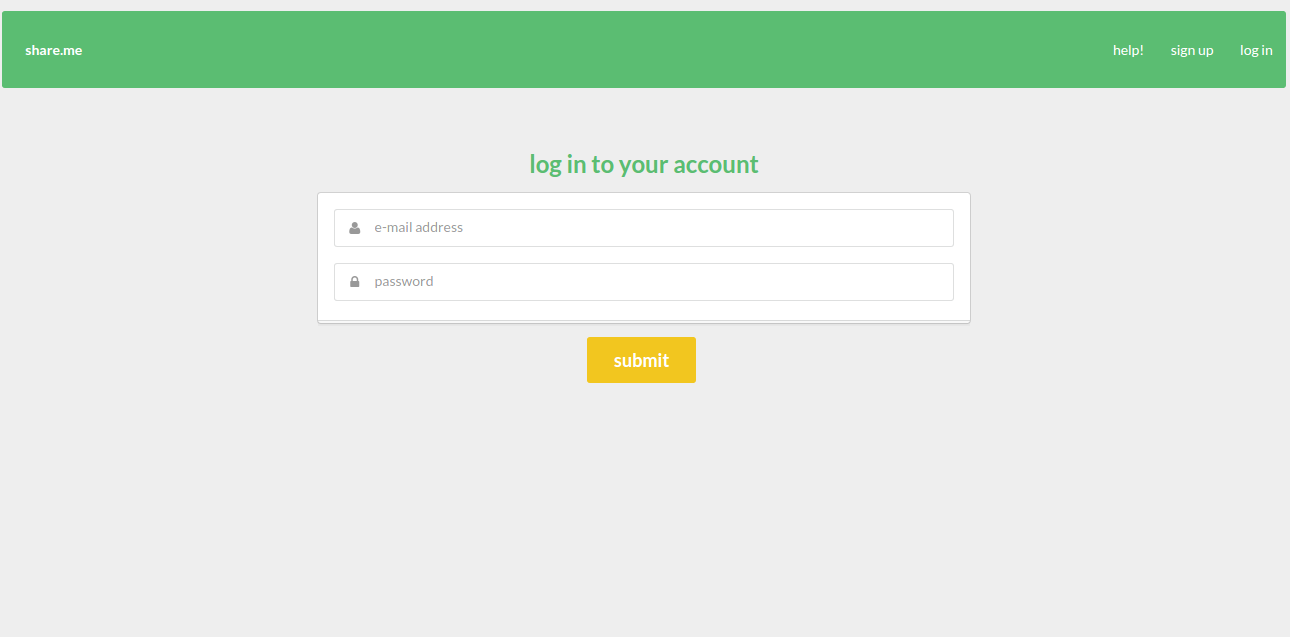 share.me help! sign up log in
log in to your account
e-mail address
password
submit